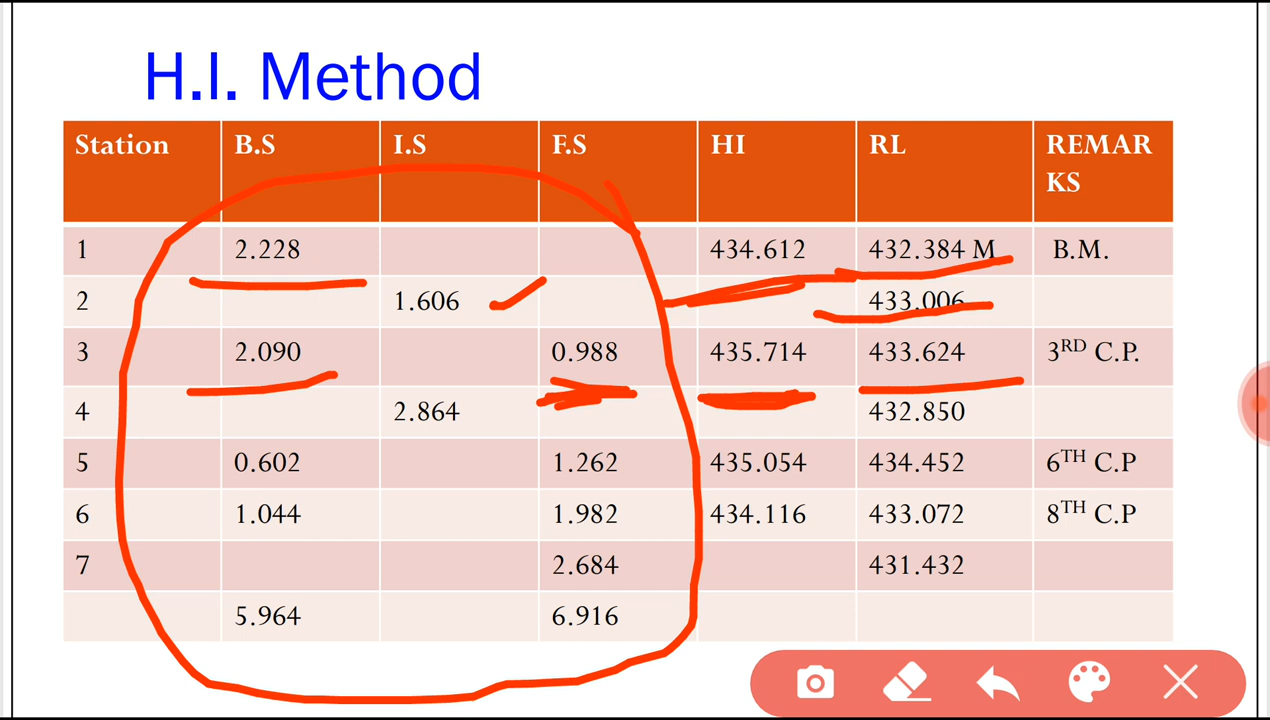 H.I. Method
Station B.S I.S F.S HI RL REMAR
KS
1 2.228 434.612 432.384 M B.M.
2 1.606 433.006
3 2.090 0.988 435.714 433.624 3RD C.P.
4 2.864 432.850
5 0.602 1.262 435.054 434.452 6TH C.P
6 1.044 1.982 434.116 433.072 8TH C.P
7 2.684 431.432
5.964 6.916